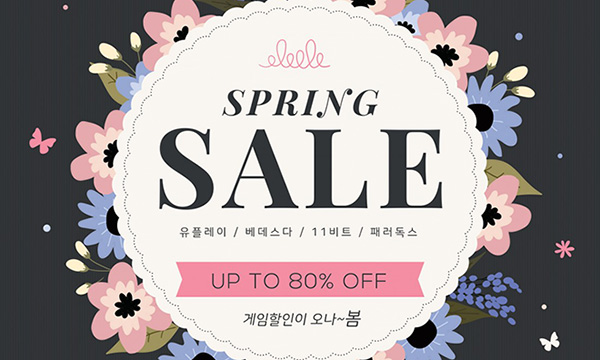 SPRING
SALE
유플레이 / 베데스다 / 11비트 / 패러독스
UP TO 80% OFF
게임할인이 오나~봄